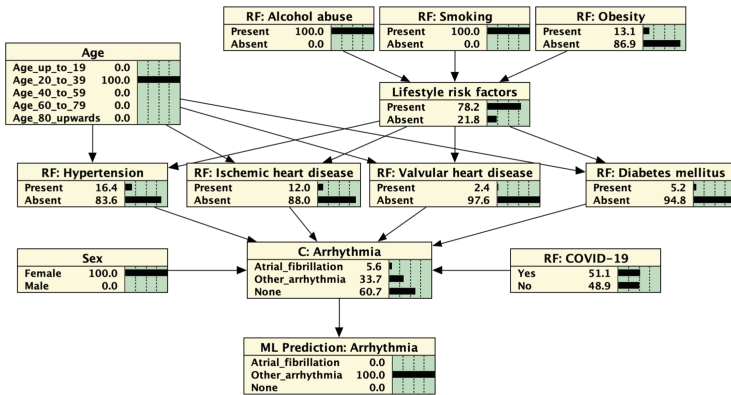 RF: Alcohol abuse
Present 100.0
Absent 0.0
RF: Smoking
Present 100.0
Absent 0.0
RF: Obesity
Present 13.1
Absent 86.9
Age
Age_up_to_19 0.0
Age_20_to_39 100.0
Age_40_to_59 0.0
Age_60_to_79 0.0
Age_80_upwards 0.0
Lifestyle risk factors
Present 78.2
Absent 21.8
RF: Hypertension
Present 16.4
Absent 83.6
RF: Ischemic heart disease
Present 12.0
Absent 88.0
RF: Valvular heart disease
Present 2.4
Absent 97.6
RF: Diabetes mellitus
Present 5.2
Absent 94.8
Sex
Female 100.0
Male 0.0
C: Arrhythmia
Atrial_fibrillation 5.6
Other_arrhythmia 33.7
None 60.7
RF: COVID-19
Yes 51.1
No 48.9
ML Prediction: Arrhythmia
Atrial_fibrillation 0.0
Other_arrhythmia 100.0
None 0.0